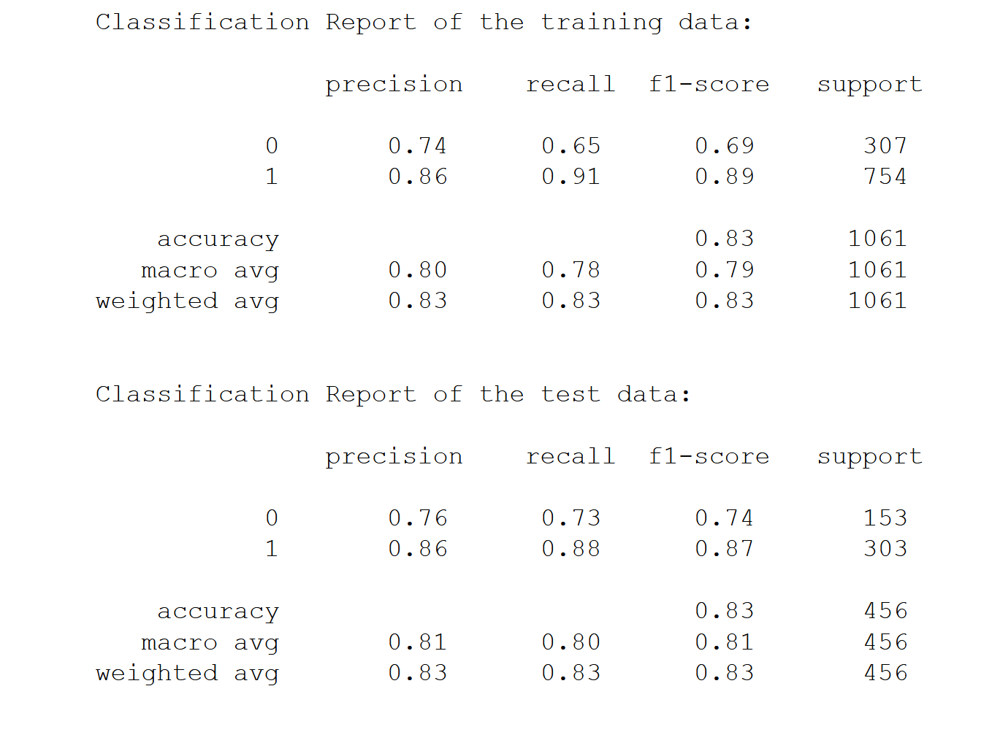 Classification Report of the training data:
precision recall f1-score support
0 0.74 0.65 0.69 307
1 0.86 0.91 0.89 754
accuracy 0.83 1061
macro avg 0.80 0.78 0.79 1061
weighted avg 0.83 0.83 0.83 1061
Classification Report of the test data:
precision recall f1-score support
0 0.76 0.73 0.74 153
1 0.86 0.88 0.87 303
accuracy 0.83 456
macro avg 0.81 0.80 0.81 456
weighted avg 0.83 0.83 0.83 456